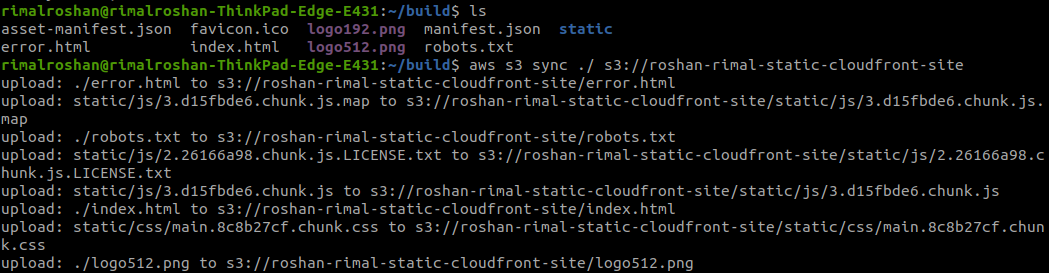 rimalroshan@rimalroshan-ThinkPad-Edge-E431:~/build$ ls
asset-manifest.json  favicon.ico  logo192.png  manifest.json  static
error.html           index.html   logo512.png  robots.txt
rimalroshan@rimalroshan-ThinkPad-Edge-E431:~/build$ aws s3 sync ./ s3://roshan-rimal-static-cloudfront-site
upload: ./error.html to s3://roshan-rimal-static-cloudfront-site/error.html
upload: static/js/3.d15fbde6.chunk.js.map to s3://roshan-rimal-static-cloudfront-site/static/js/3.d15fbde6.chunk.js.
map
upload: ./robots.txt to s3://roshan-rimal-static-cloudfront-site/robots.txt
upload: static/js/2.26166a98.chunk.js.LICENSE.txt to s3://roshan-rimal-static-cloudfront-site/static/js/2.26166a98.c
hunk.js.LICENSE.txt
upload: static/js/3.d15fbde6.chunk.js to s3://roshan-rimal-static-cloudfront-site/static/js/3.d15fbde6.chunk.js
upload: ./index.html to s3://roshan-rimal-static-cloudfront-site/index.html
upload: static/css/main.8c8b27cf.chunk.css to s3://roshan-rimal-static-cloudfront-site/static/css/main.8c8b27cf.chun
k.css
upload: ./logo512.png to s3://roshan-rimal-static-cloudfront-site/logo512.png